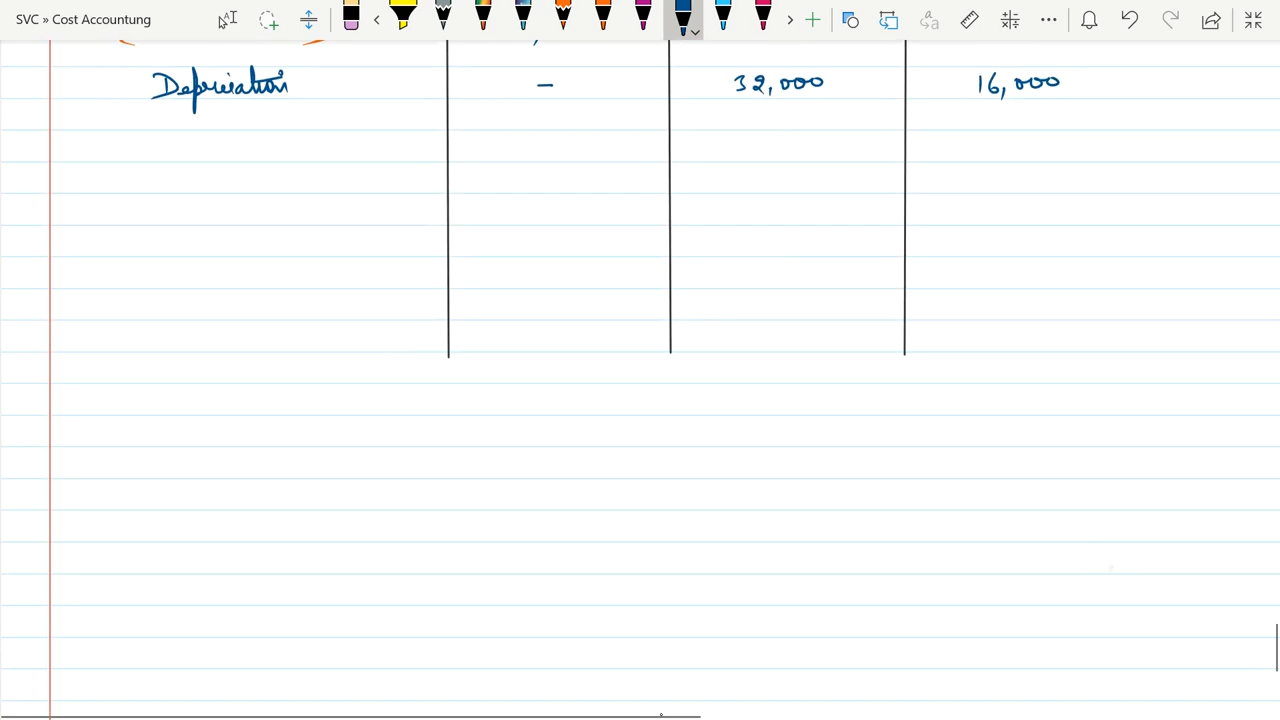 SVC » Cost Accountung
Depreciation – 32,000 16,000